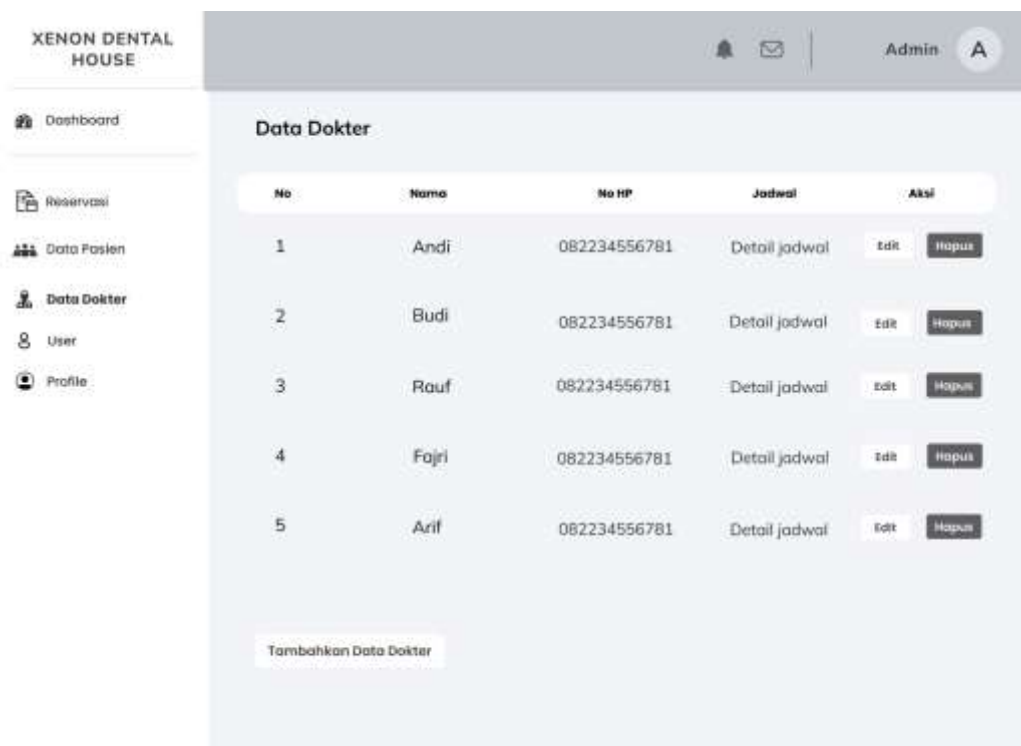 XENON DENTAL
HOUSE
Admin A
Dashboard
Reservasi
Data Pasien
Data Dokter
User
Profile
Data Dokter
No Nama No HP Jadwal Aksi
1 Andi 082234556781 Detail jadwal Edit Hapus
2 Budi 082234556781 Detail jadwal Edit Hapus
3 Rauf 082234556781 Detail jadwal Edit Hapus
4 Fajri 082234556781 Detail jadwal Edit Hapus
5 Arif 082234556781 Detail jadwal Edit Hapus
Tambahkan Data Dokter